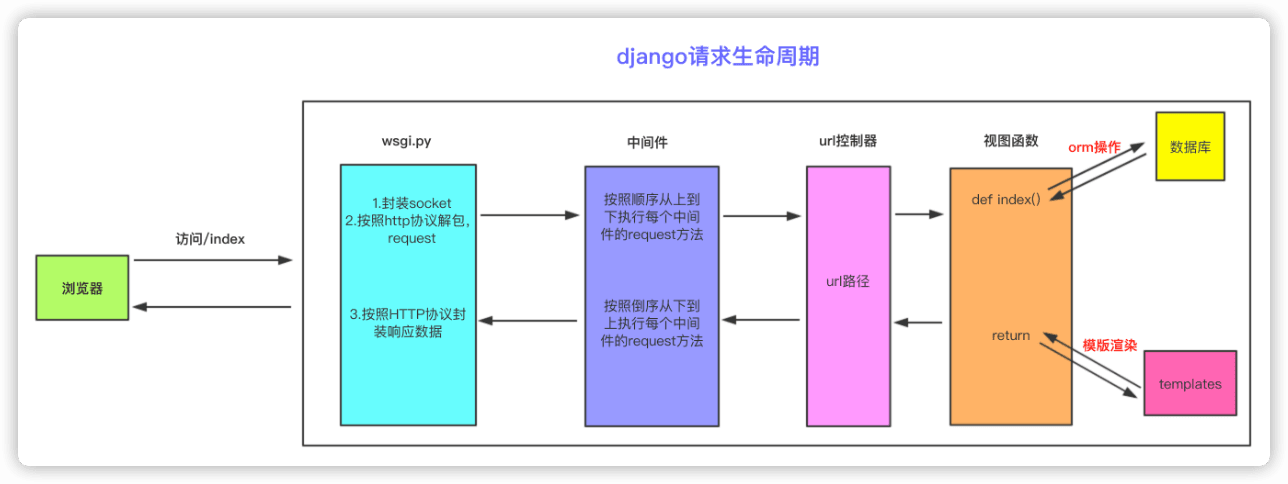 django请求生命周期
wsgi.py
中间件
url控制器
视图函数
orm操作
数据库
1.封装socket
2.按照http协议解包,
request
按照顺序从上到
下执行每个中间
件的request方法
def index()
访问/index
浏览器
url路径
3.按照HTTP协议封
装响应数据
按照倒序从下到
上执行每个中间
件的request方法
return
模版渲染
templates